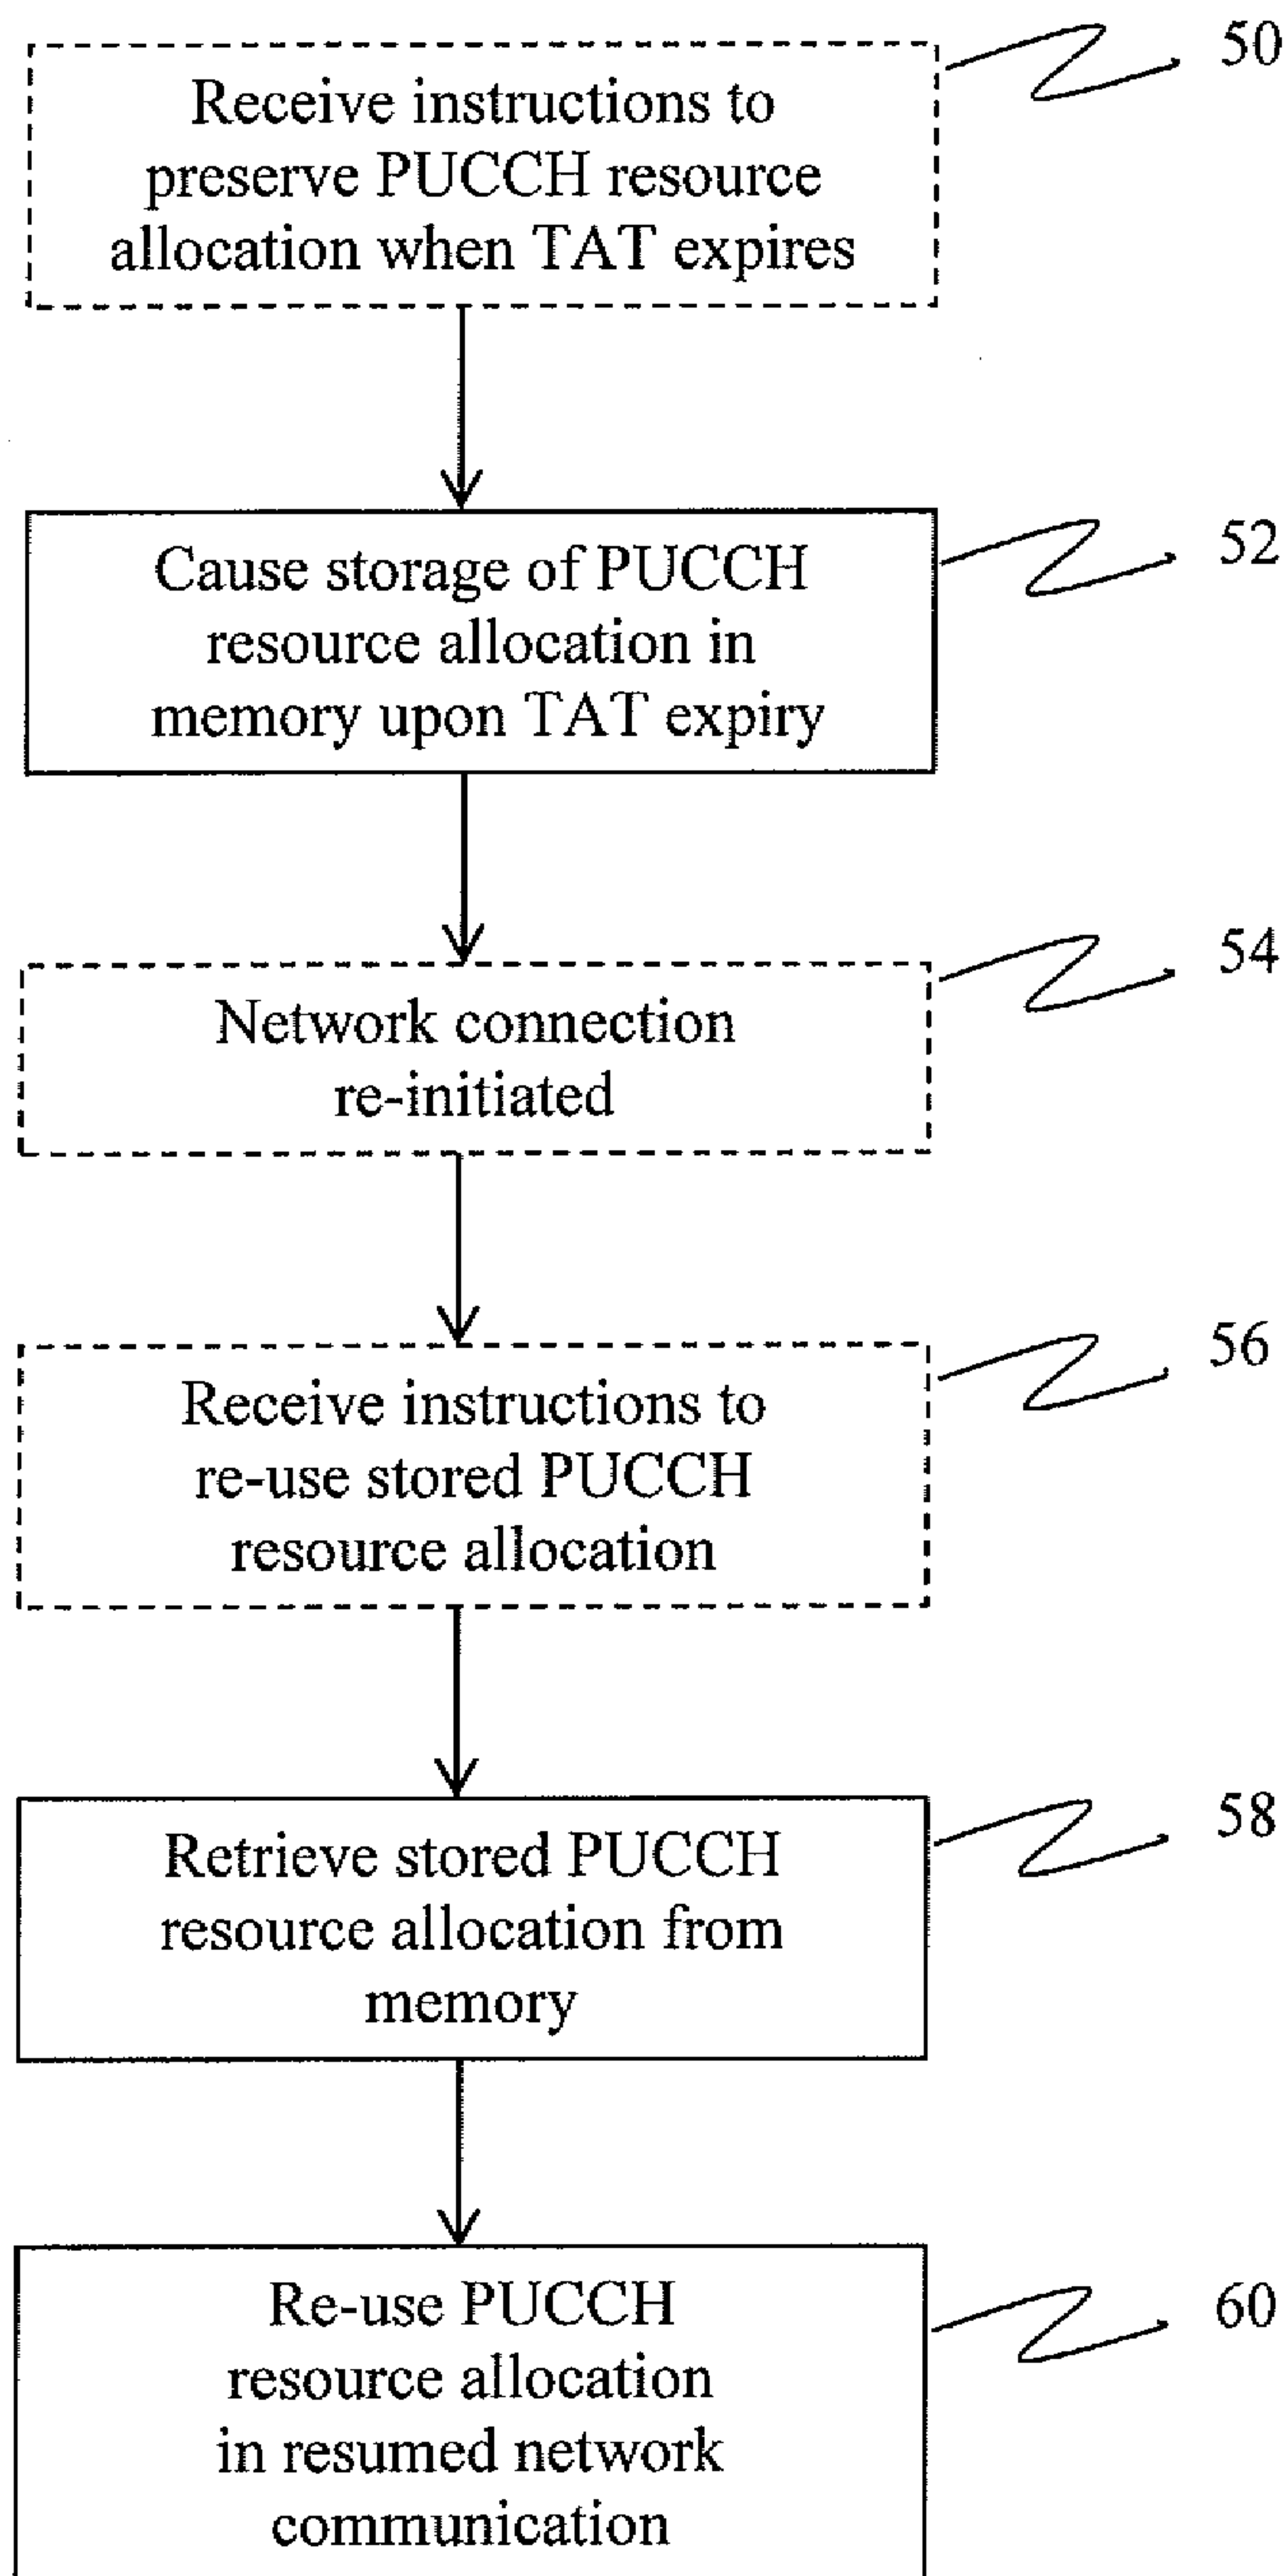 50
Receive instructions to
preserve PUCCH resource
allocation when TAT expires
52
Cause storage of PUCCH
resource allocation in
memory upon TAT expiry
54
Network connection
re-initiated
56
Receive instructions to
re-use stored PUCCH
resource allocation
58
Retrieve stored PUCCH
resource allocation from
memory
60
Re-use PUCCH
resource allocation
in resumed network
communication